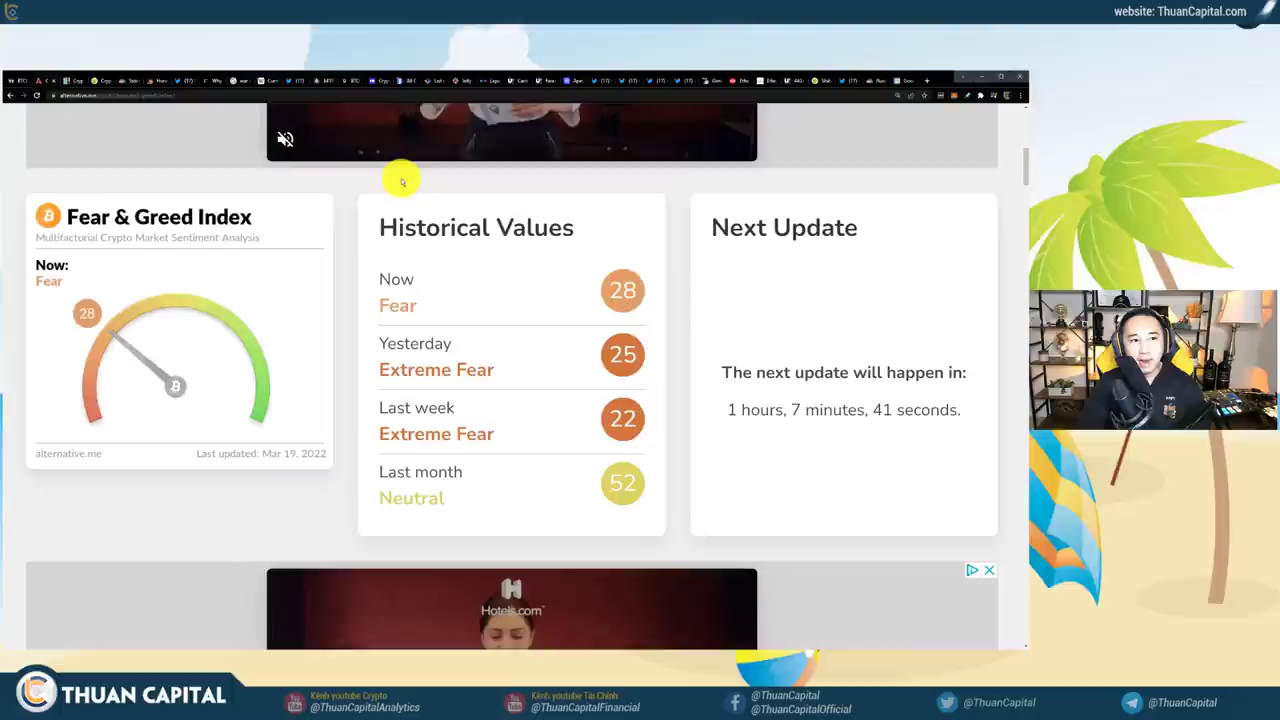 website: ThuanCapital.com
Fear & Greed Index
Multifactorial Crypto Market Sentiment Analysis
Now:
Fear
28
alternative.me
Last updated: Mar 19, 2022
Historical Values
Now
Fear
28
Yesterday
Extreme Fear
25
Last week
Extreme Fear
22
Last month
Neutral
52
Next Update
The next update will happen in:
1 hours, 7 minutes, 41 seconds.
Hotels.com
THUAN CAPITAL
Kênh youtube Crypto
@ThuanCapitalAnalytics
Kênh youtube Tài Chính
@ThuanCapitalFinancial
@ThuanCapital
@ThuanCapitalOfficial
@ThuanCapital
@ThuanCapital